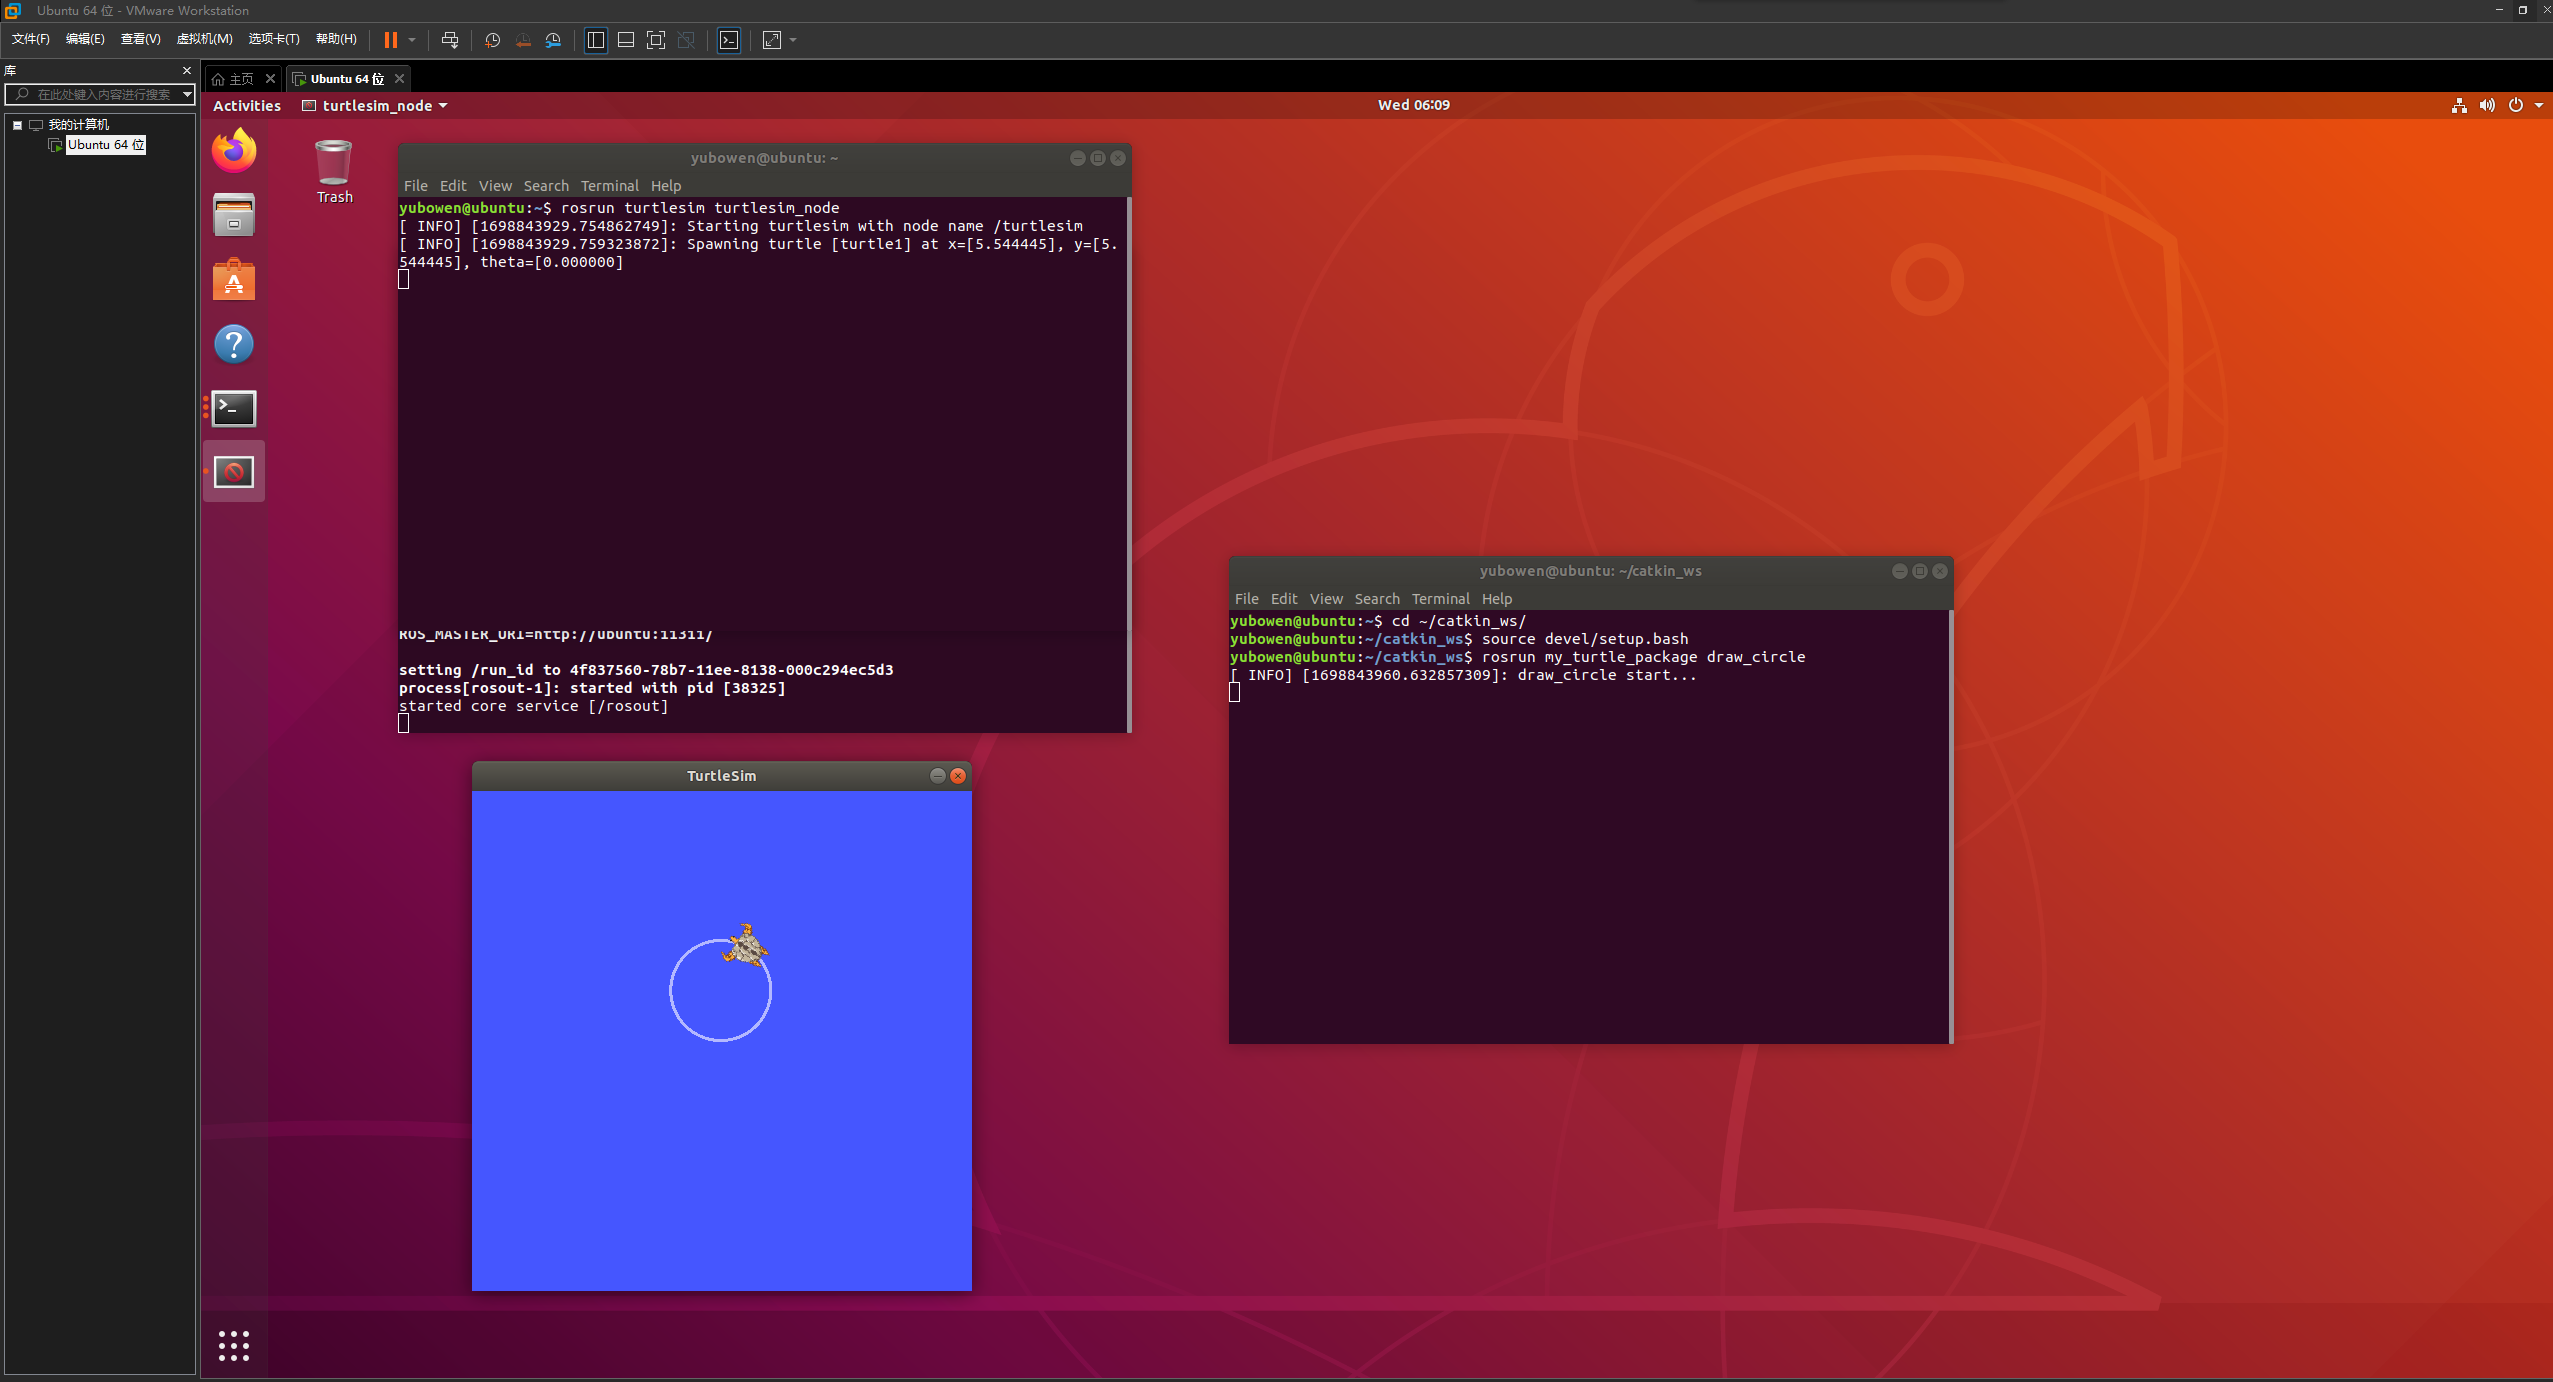 Ubuntu 64 位 - VMware Workstation
文件(F) 编辑(E) 查看(V) 虚拟机(M) 选项卡(T) 帮助(H)
库
在此处键入内容进行搜索
我的计算机
Ubuntu 64 位
主页
Ubuntu 64 位
Activities turtlesim_node Wed 06:09
Trash
yubowen@ubuntu: ~
File Edit View Search Terminal Help
yubowen@ubuntu:~$ rosrun turtlesim turtlesim_node
[ INFO] [1698843929.754862749]: Starting turtlesim with node name /turtlesim
[ INFO] [1698843929.759323872]: Spawning turtle [turtle1] at x=[5.544445], y=[5.
544445], theta=[0.000000]
ROS_MASTER_URI=http://ubuntu:11311/
setting /run_id to 4f837560-78b7-11ee-8138-000c294ec5d3
process[rosout-1]: started with pid [38325]
started core service [/rosout]
TurtleSim
yubowen@ubuntu: ~/catkin_ws
File Edit View Search Terminal Help
yubowen@ubuntu:~$ cd ~/catkin_ws/
yubowen@ubuntu:~/catkin_ws$ source devel/setup.bash
yubowen@ubuntu:~/catkin_ws$ rosrun my_turtle_package draw_circle
[ INFO] [1698843960.632857309]: draw_circle start...